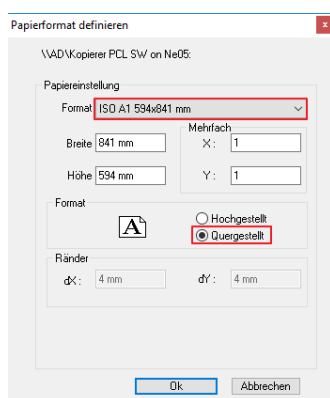 Papierformat definieren
x
\\AD\Kopierer PCL SW on Ne05:
Papiereinstellung
Format ISO A1 594x841 mm
Mehrfach
Breite 841 mm X: 1
Höhe 594 mm Y: 1
Format
A
Hochgestellt
Quergestellt
Ränder
dX: 4 mm dY: 4 mm
Ok Abbrechen